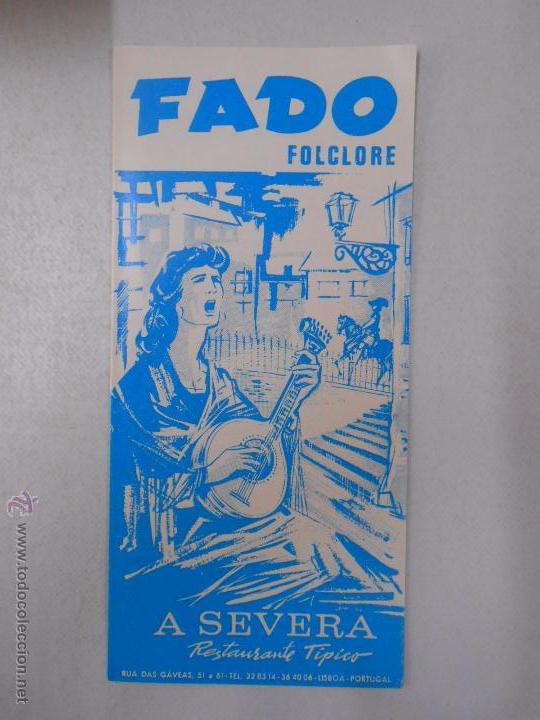 FADO
FOLCLORE
A SEVERA
Restaurante Típico
RUA DAS GÁVEAS, 51 a 61 - TEL. 32 83 14 - 36 40 06 - LISBOA - PORTUGAL
www.todocoleccion.net